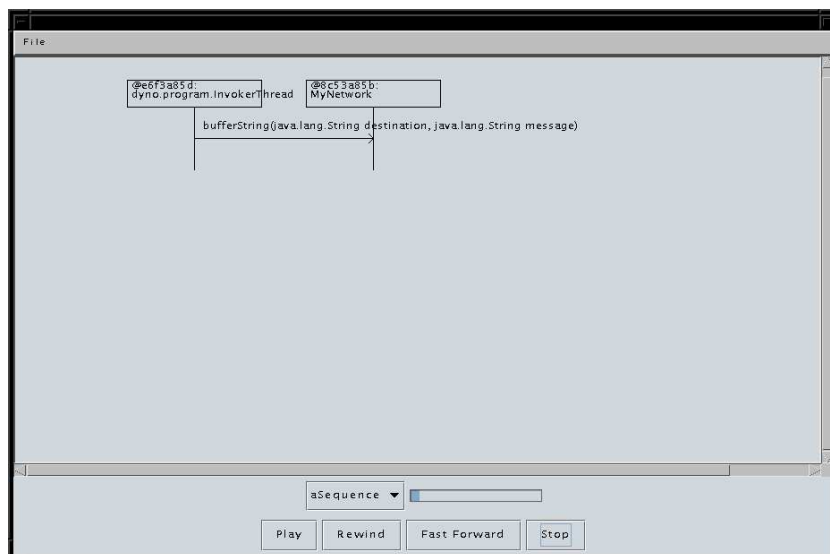 File
@e6f3a85d:
dyno.program.InvokerThread
@8c53a85b:
MyNetwork
bufferString(java.lang.String destination, java.lang.String message)
aSequence
Play
Rewind
Fast Forward
Stop